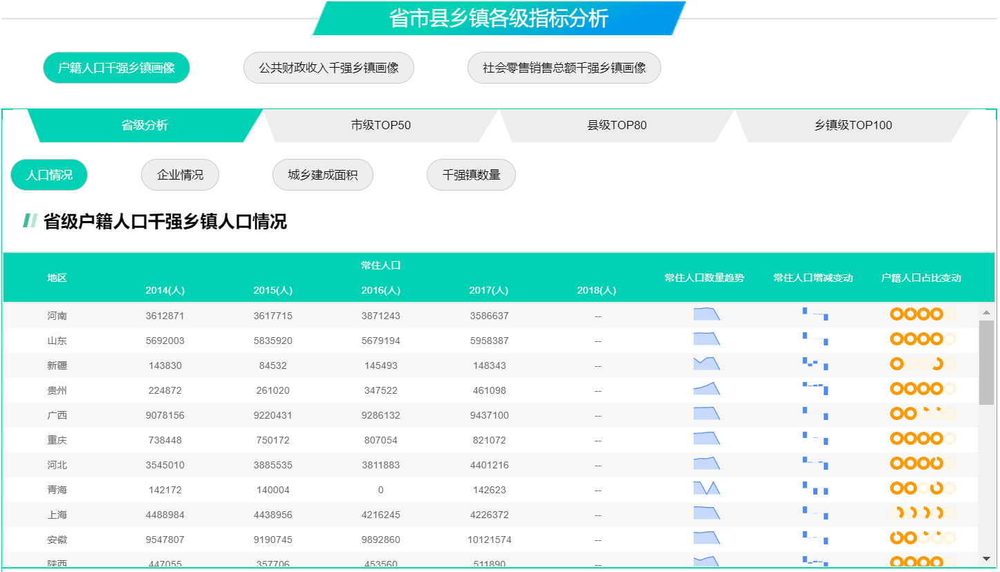 省市县乡镇各级指标分析
户籍人口千强乡镇画像 公共财政收入千强乡镇画像 社会零售销售总额千强乡镇画像
省级分析 市级TOP50 县级TOP80 乡镇级TOP100
人口情况 企业情况 城乡建成面积 千强镇数量
省级户籍人口千强乡镇人口情况
地区 常住人口 常住人口数量趋势 常住人口增减变动 户籍人口占比变动
2014(人) 2015(人) 2016(人) 2017(人) 2018(人)
河南 3612871 3617715 3871243 3586637 --
山东 5692003 5835920 5679194 5958387 --
新疆 143830 84532 145493 148343 --
贵州 224872 261020 347522 461098 --
广西 9078156 9220431 9286132 9437100 --
重庆 738448 750172 807054 821072 --
河北 3545010 3885535 3811883 4401216 --
青海 142172 140004 0 142623 --
上海 4488984 4438956 4216245 4226372 --
安徽 9547807 9190745 9892860 10121574 --
陕西 447055 357706 453560 511890 --